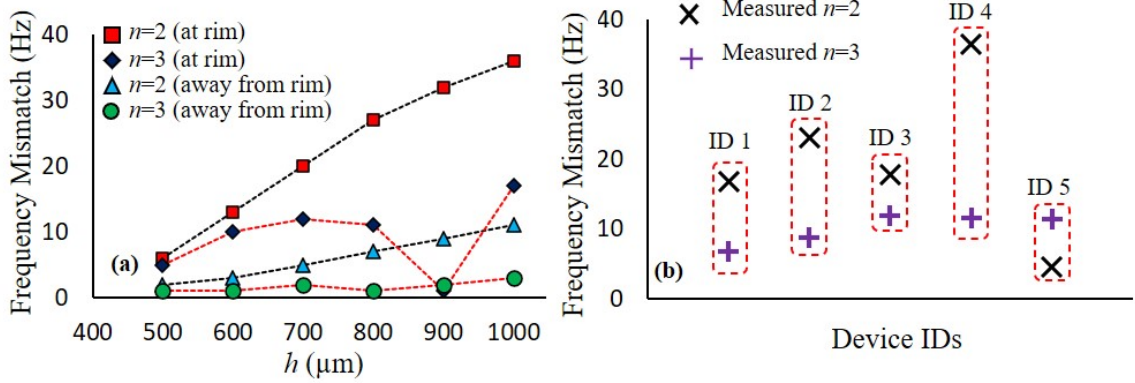 Frequency Mismatch (Hz)
40
30
20
10
0
n=2 (at rim)
n=3 (at rim)
n=2 (away from rim)
n=3 (away from rim)
(a)
400 500 600 700 800 900 1000
h (µm)
Frequency Mismatch (Hz)
40
30
20
10
0
Measured n=2
Measured n=3
ID 1
ID 2
ID 3
ID 4
ID 5
(b)
Device IDs